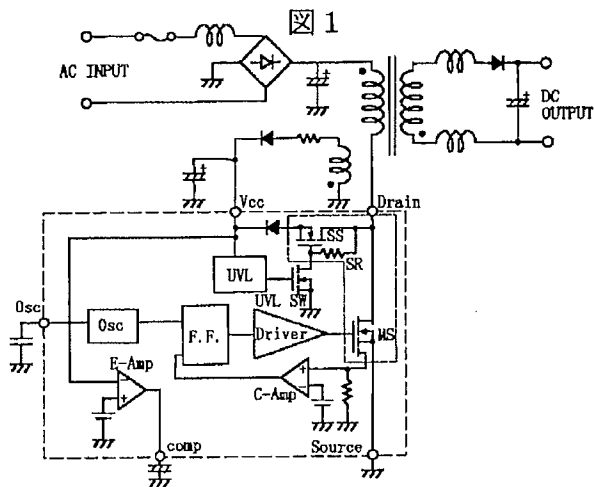 図1
AC INPUT
DC
OUTPUT
Vcc
Drain
SS
SR
UVL
UVL SW
Osc
Osc
F.F.
Driver
MS
E-Amp
C-Amp
comp
Source